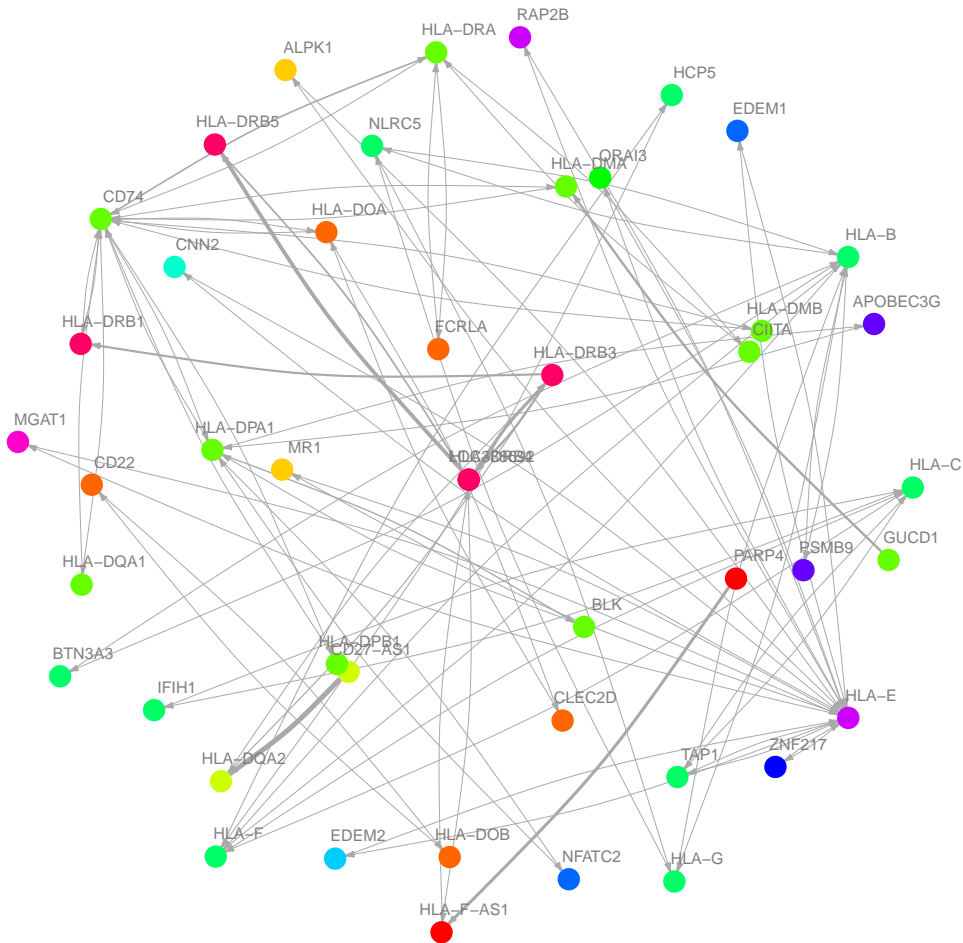 RAP2B
HLA−DRA
ALPK1
HCP5
EDEM1
HLA−DRB5
NLRC5
ORAI3
HLA−DMA
CD74
HLA−DOA
HLA−B
CNN2
APOBEC3G
HLA−DMB
HLA−DRB1
FCRLA
CIITA
HLA−DRB3
MGAT1
HLA−DPA1
MR1
CD22
HLA−C
GUCD1
HLA−DQA1
PARP4
PSMB9
BLK
HLA−DPB1
CD27−AS1
BTN3A3
IFIH1
CLEC2D
HLA−E
HLA−DQA2
TAP1
ZNF217
HLA−F
EDEM2
HLA−DOB
NFATC2
HLA−G
HLA−F−AS1